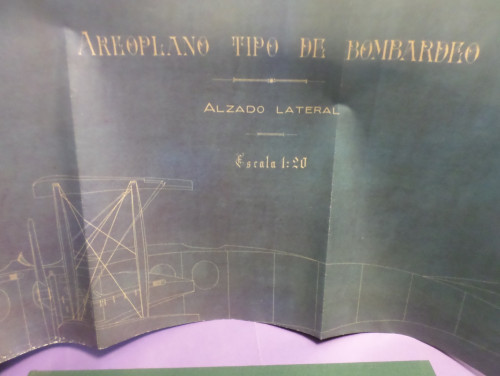 AREOPLANO TIPO DE BOMBARDEO
ALZADO LATERAL
Escala 1:20